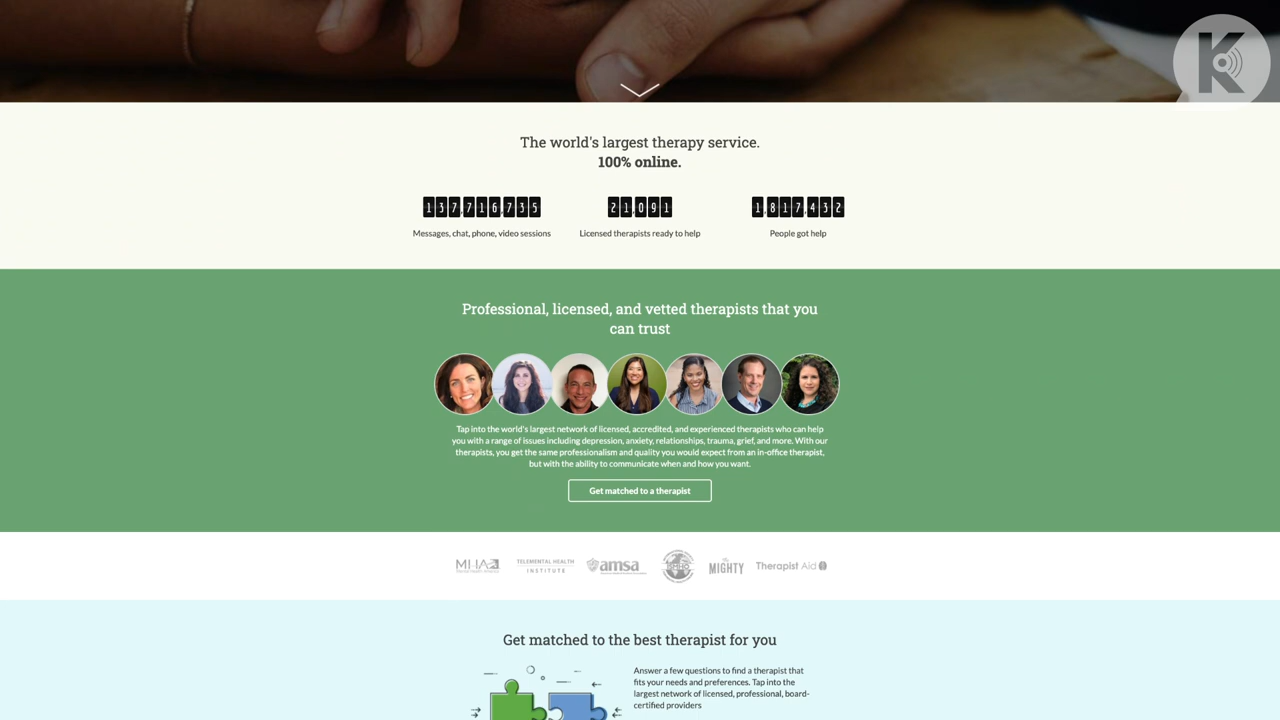 K
The world's largest therapy service.
100% online.
137,716,735
21,091
1,817,432
Messages, chat, phone, video sessions
Licensed therapists ready to help
People got help
Professional, licensed, and vetted therapists that you
can trust
Tap into the world's largest network of licensed, accredited, and experienced therapists who can help
you with a range of issues including depression, anxiety, relationships, trauma, grief, and more. With our
therapists, you get the same professionalism and quality you would expect from an in-office therapist,
but with the ability to communicate when and how you want.
Get matched to a therapist
MHA
TELEMENTAL HEALTH
INSTITUTE
amsa
The
MIGHTY
Therapist Aid
Get matched to the best therapist for you
Answer a few questions to find a therapist that
fits your needs and preferences. Tap into the
largest network of licensed, professional, board-
certified providers